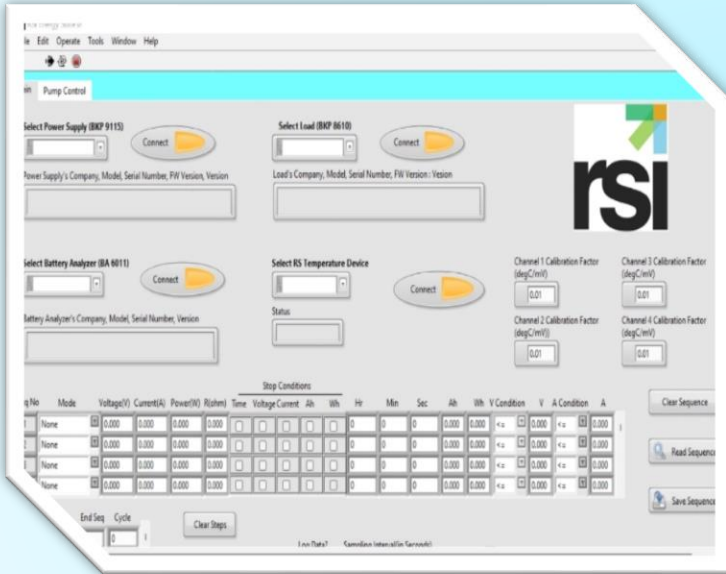 Edit Operate Tools Window Help
Pump Control
Select Power Supply (BKP 9115)
Connect
Select Load (BKP 8610)
Connect
Power Supply's Company, Model, Serial Number, FW Version, Version
Load's Company, Model, Serial Number, FW Version : Vesion
rsi
Select Battery Analyzer (BA 6011)
Connect
Select RS Temperature Device
Connect
Channel 1 Calibration Factor (degC/mV)
0.01
Channel 3 Calibration Factor (degC/mV)
0.01
Status
Battery Analyzer's Company, Model, Serial Number, Version
Channel 2 Calibration Factor (degC/mV))
0.01
Channel 4 Calibration Factor (degC/mV)
0.01
Stop Conditions
No Mode Voltage(V) Current(A) Power(W) R(ohm) Time Voltage Current Ah Wh Hr Min Sec Ah Wh V Condition V A Condition A
None 0.000 0.000 0.000 0.000 0 0 0 0.000 0.000 <= 0.000 <= 0.000
None 0.000 0.000 0.000 0.000 0 0 0 0.000 0.000 <= 0.000 <= 0.000
None 0.000 0.000 0.000 0.000 0 0 0 0.000 0.000 <= 0.000 <= 0.000
None 0.000 0.000 0.000 0.000 0 0 0 0.000 0.000 <= 0.000 <= 0.000
Clear Sequence
Read Sequence
Save Sequence
End Seq Cycle
0
Clear Steps
Log Data? Sampling Interval(in Seconds)